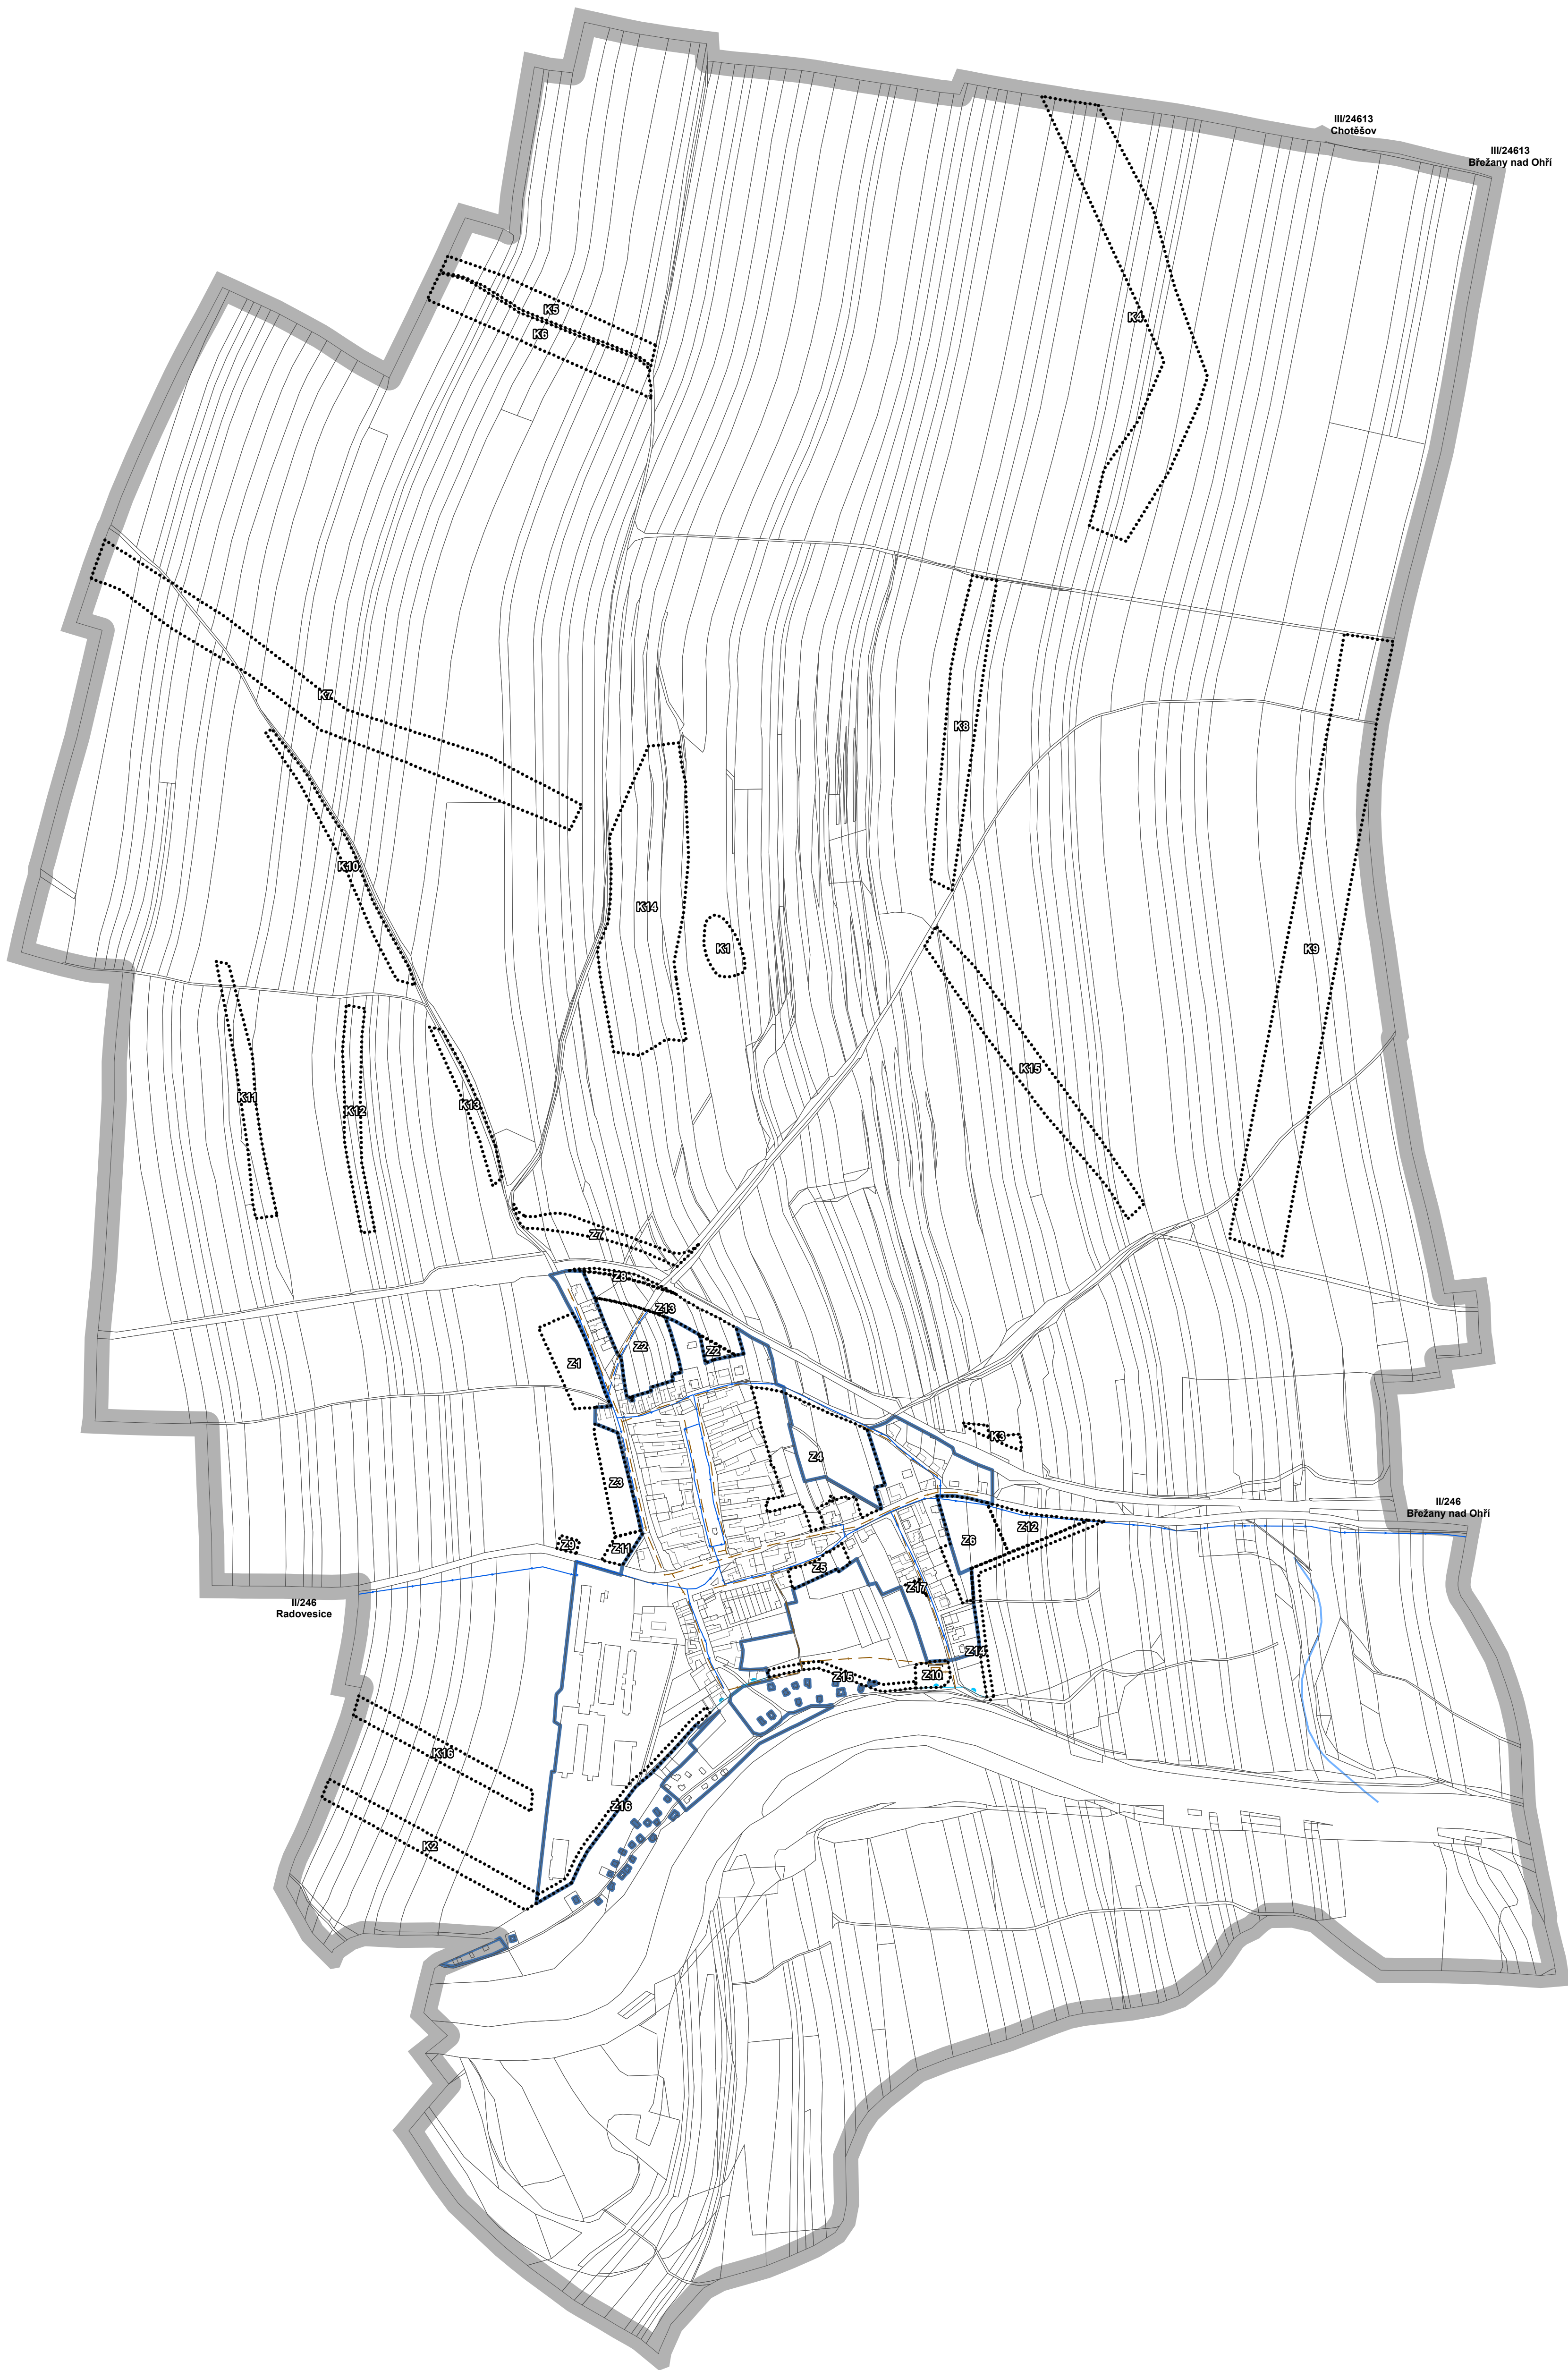 III/24613
Chotěšov
III/24613
Břežany nad Ohří
K5
K4
K6
K7
K8
K10
K14
K1
K9
K15
K11
K12
K13
Z7
Z8
Z13
Z2
Z2
Z1
K3
Z4
Z3
II/246
Břežany nad Ohří
Z12
Z6
Z9
Z11
Z5
Z17
II/246
Radovesice
Z14
Z15
Z10
K16
Z16
K2